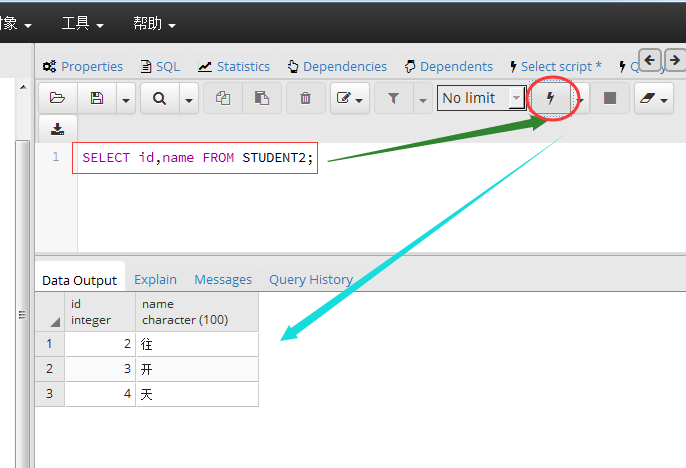 对象 工具 帮助
Properties SQL Statistics Dependencies Dependents Select script *
No limit
1 SELECT id,name FROM STUDENT2;
Data Output Explain Messages Query History
id name
integer character (100)
1 2 往
2 3 开
3 4 天